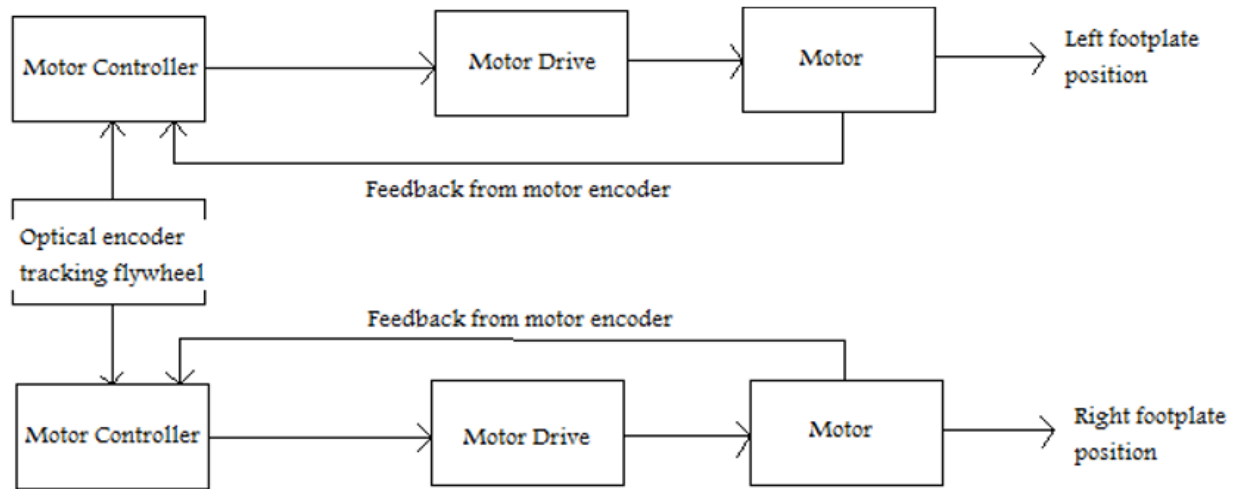 Motor Controller
Motor Drive
Motor
Left footplate
position
Feedback from motor encoder
Optical encoder
tracking flywheel
Feedback from motor encoder
Motor Controller
Motor Drive
Motor
Right footplate
position